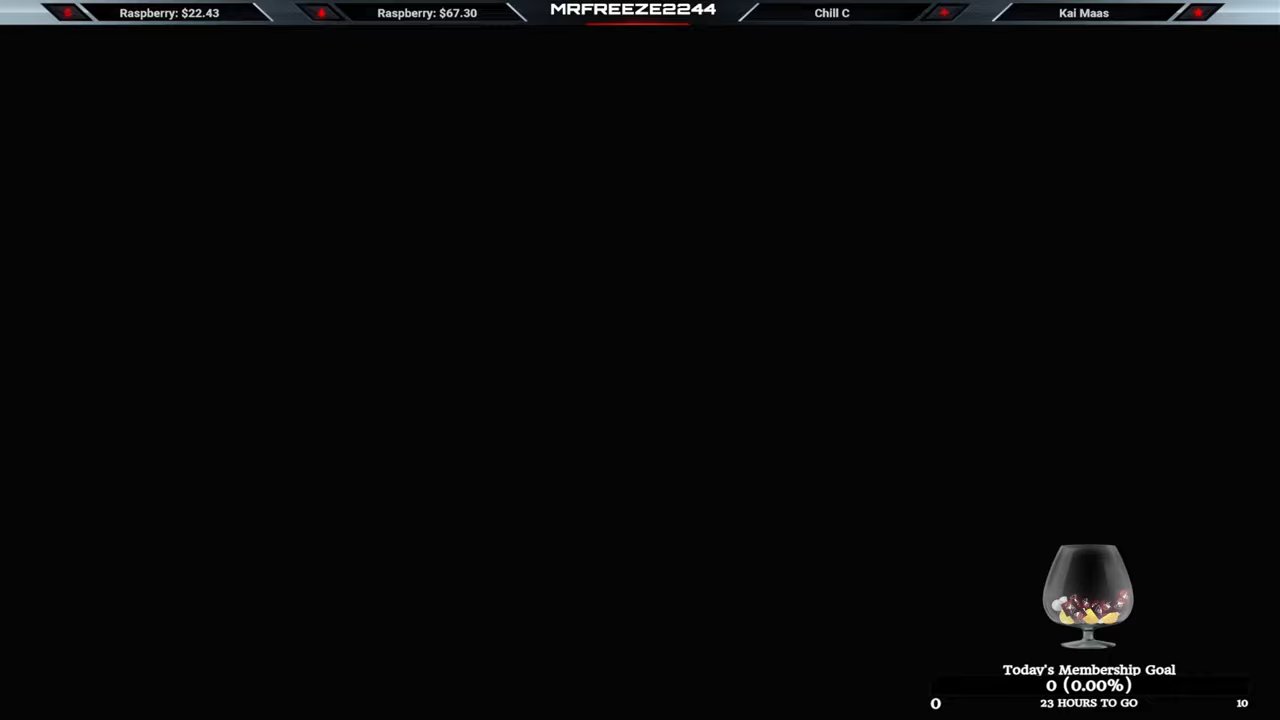 Raspberry: $22.43
Raspberry: $67.30
MRFREEZE2244
Chill C
Kai Maas
Today's Membership Goal
0 (0.00%)
0 23 HOURS TO GO 10